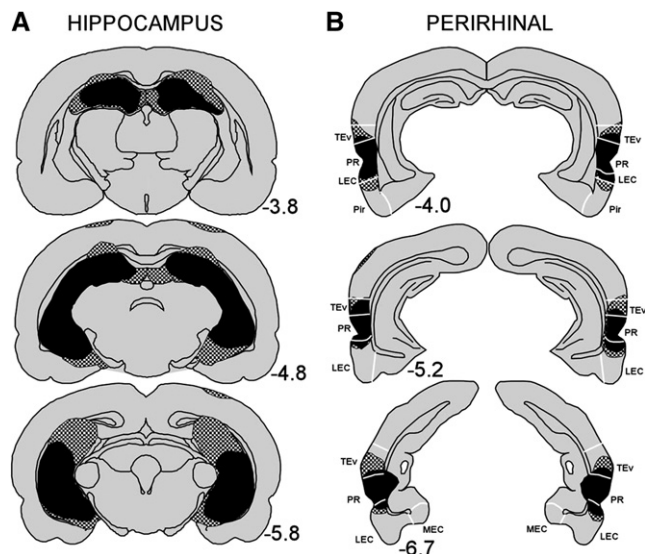 A HIPPOCAMPUS
-3.8
-4.8
-5.8
B PERIRHINAL
TEv TEv
PR PR
LEC LEC
Pir Pir
-4.0
TEv TEv
PR PR
LEC LEC
-5.2
TEv TEv
PR PR
MEC MEC
LEC LEC
-6.7